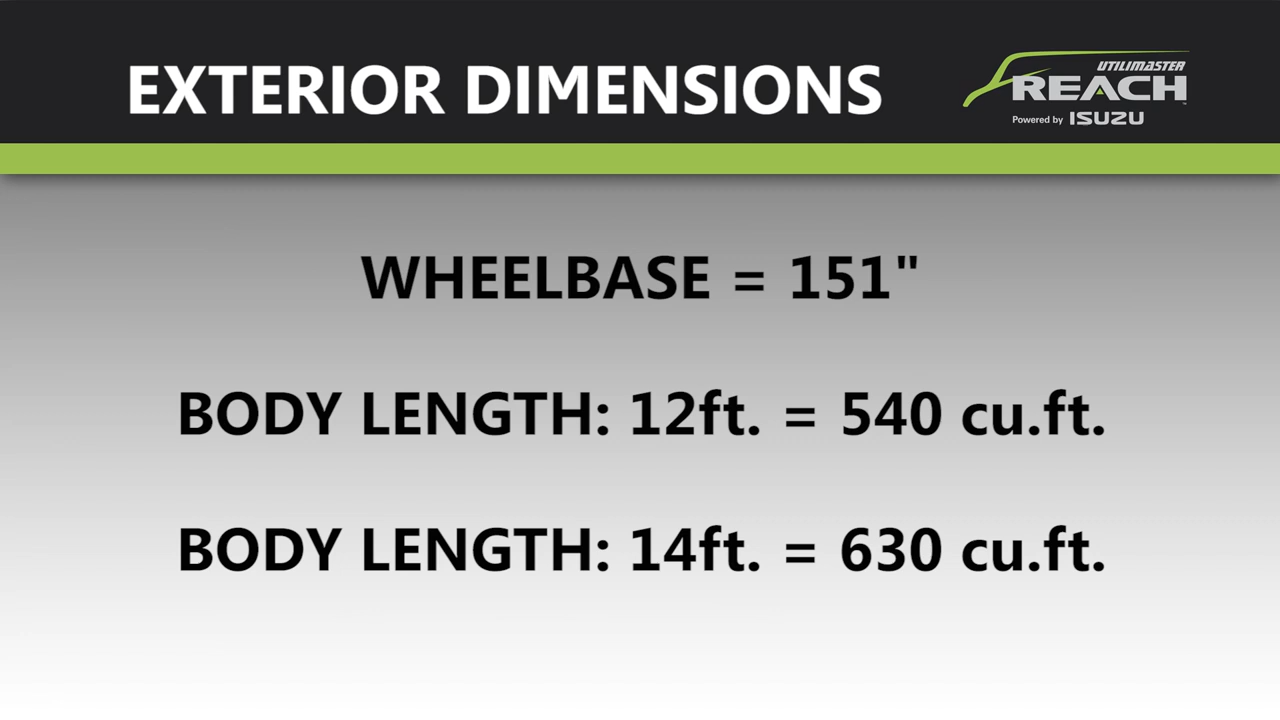 EXTERIOR DIMENSIONS
UTILIMASTER
REACH™
Powered by ISUZU
WHEELBASE = 151"
BODY LENGTH: 12ft. = 540 cu.ft.
BODY LENGTH: 14ft. = 630 cu.ft.